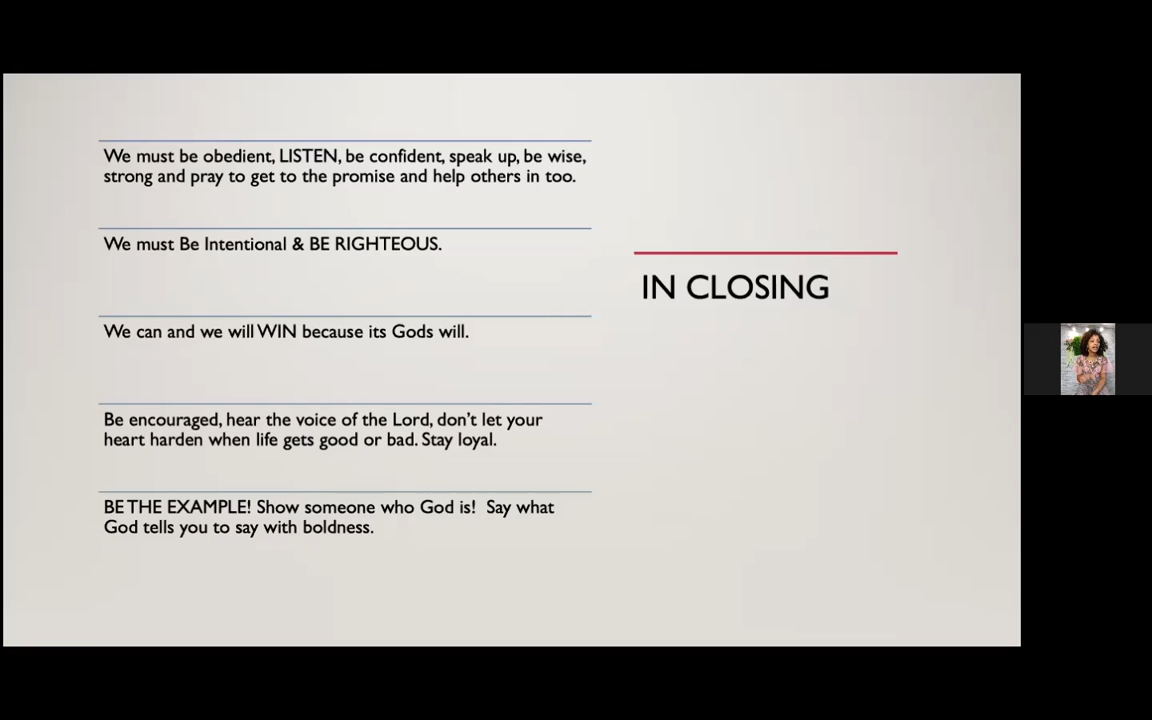 We must be obedient, LISTEN, be confident, speak up, be wise,
strong and pray to get to the promise and help others in too.
We must Be Intentional & BE RIGHTEOUS.
We can and we will WIN because its Gods will.
Be encouraged, hear the voice of the Lord, don't let your
heart harden when life gets good or bad. Stay loyal.
BE THE EXAMPLE! Show someone who God is!  Say what
God tells you to say with boldness.
IN CLOSING